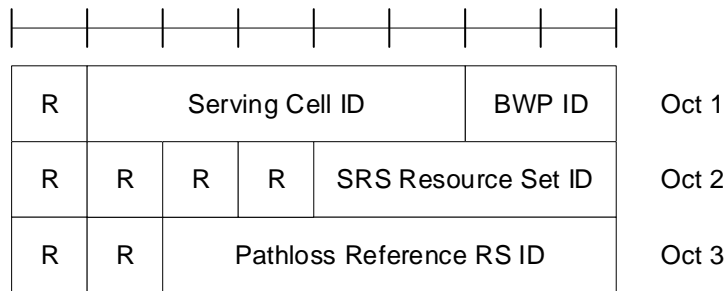 R Serving Cell ID BWP ID Oct 1
R R R R SRS Resource Set ID Oct 2
R R Pathloss Reference RS ID Oct 3